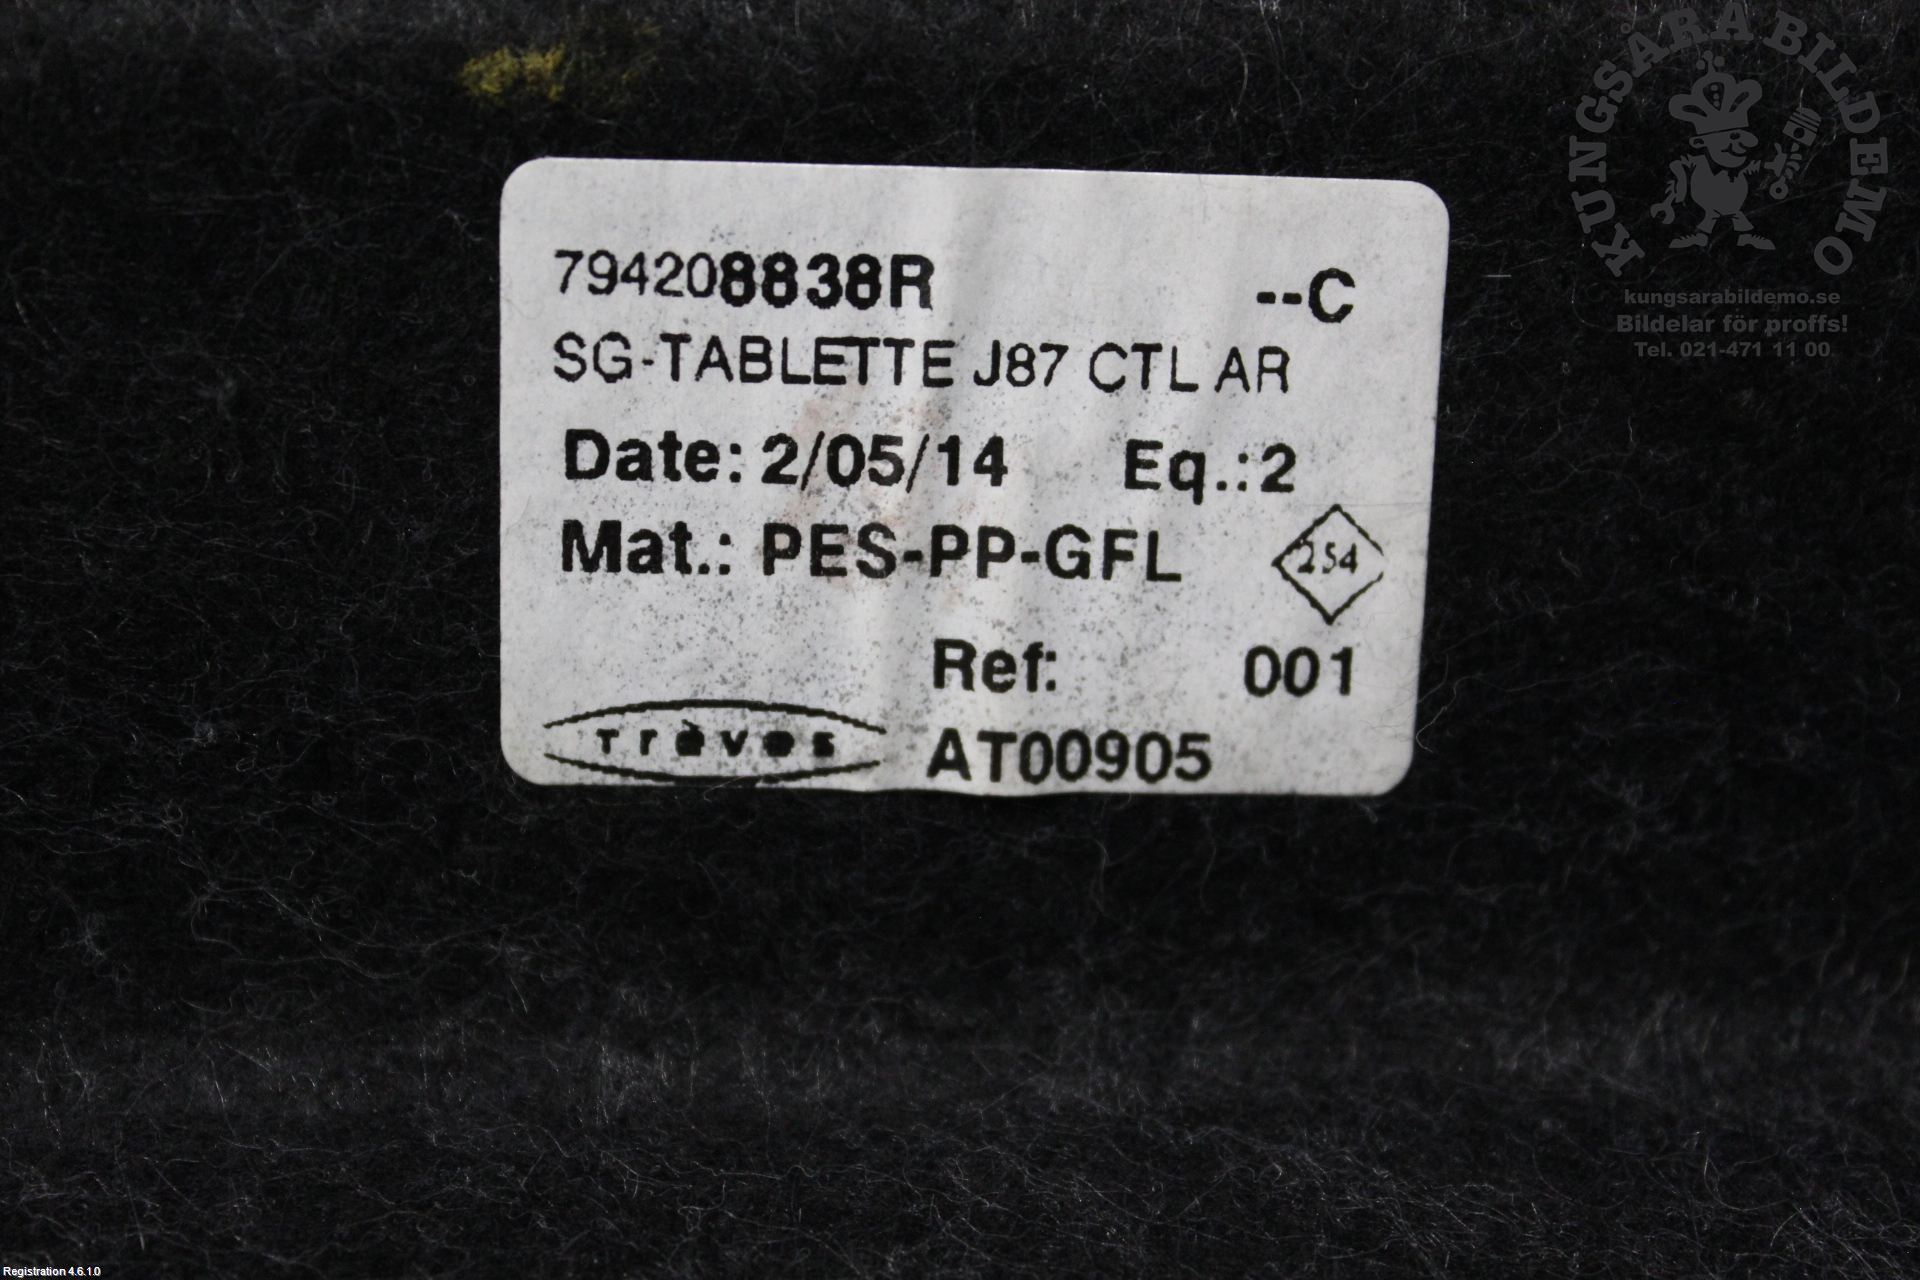 KUNGSÅRA BILDEMO
kungsarabildemo.se
Bildelar för proffs!
Tel. 021-471 11 00
794208838R --C
SG-TABLETTE J87 CTL AR
Date: 2/05/14 Eq.:2
Mat.: PES-PP-GFL 254
Ref: 001
Trèves AT00905
Registration 4.6.1.0